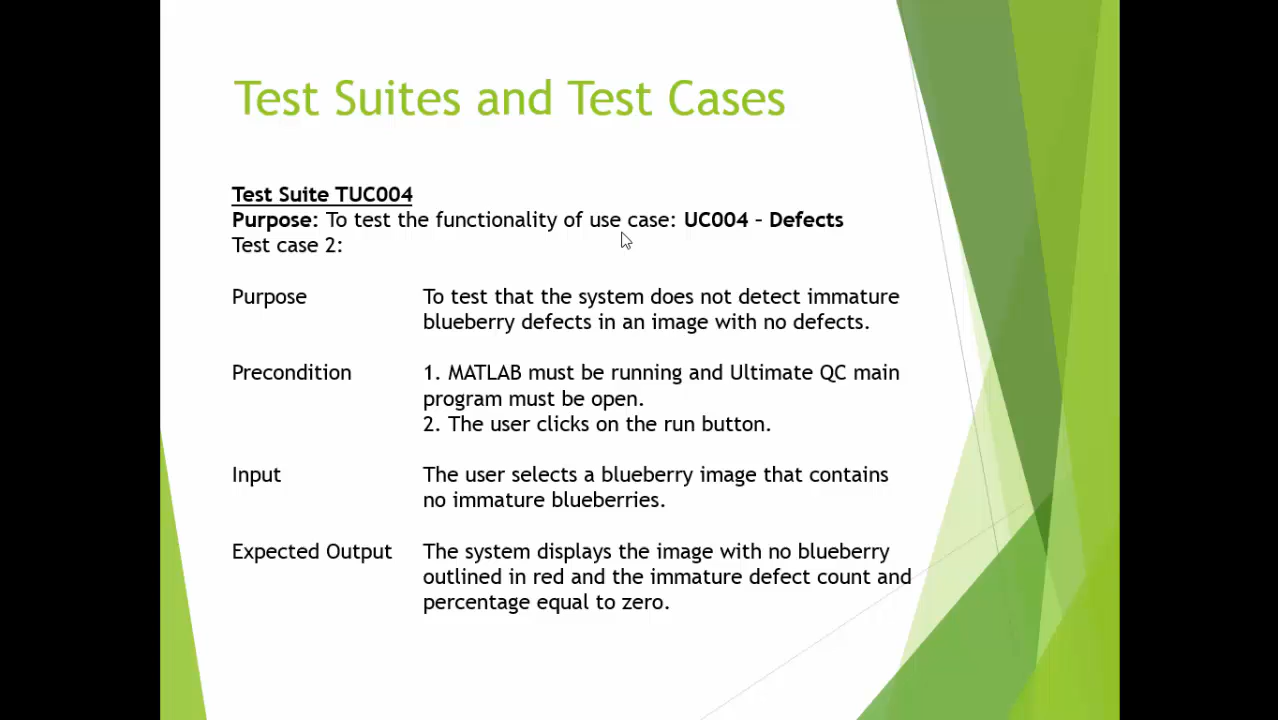 Test Suites and Test Cases
Test Suite TUC004
Purpose: To test the functionality of use case: UC004 – Defects
Test case 2:
Purpose To test that the system does not detect immature
blueberry defects in an image with no defects.
Precondition 1. MATLAB must be running and Ultimate QC main
program must be open.
2. The user clicks on the run button.
Input The user selects a blueberry image that contains
no immature blueberries.
Expected Output The system displays the image with no blueberry
outlined in red and the immature defect count and
percentage equal to zero.